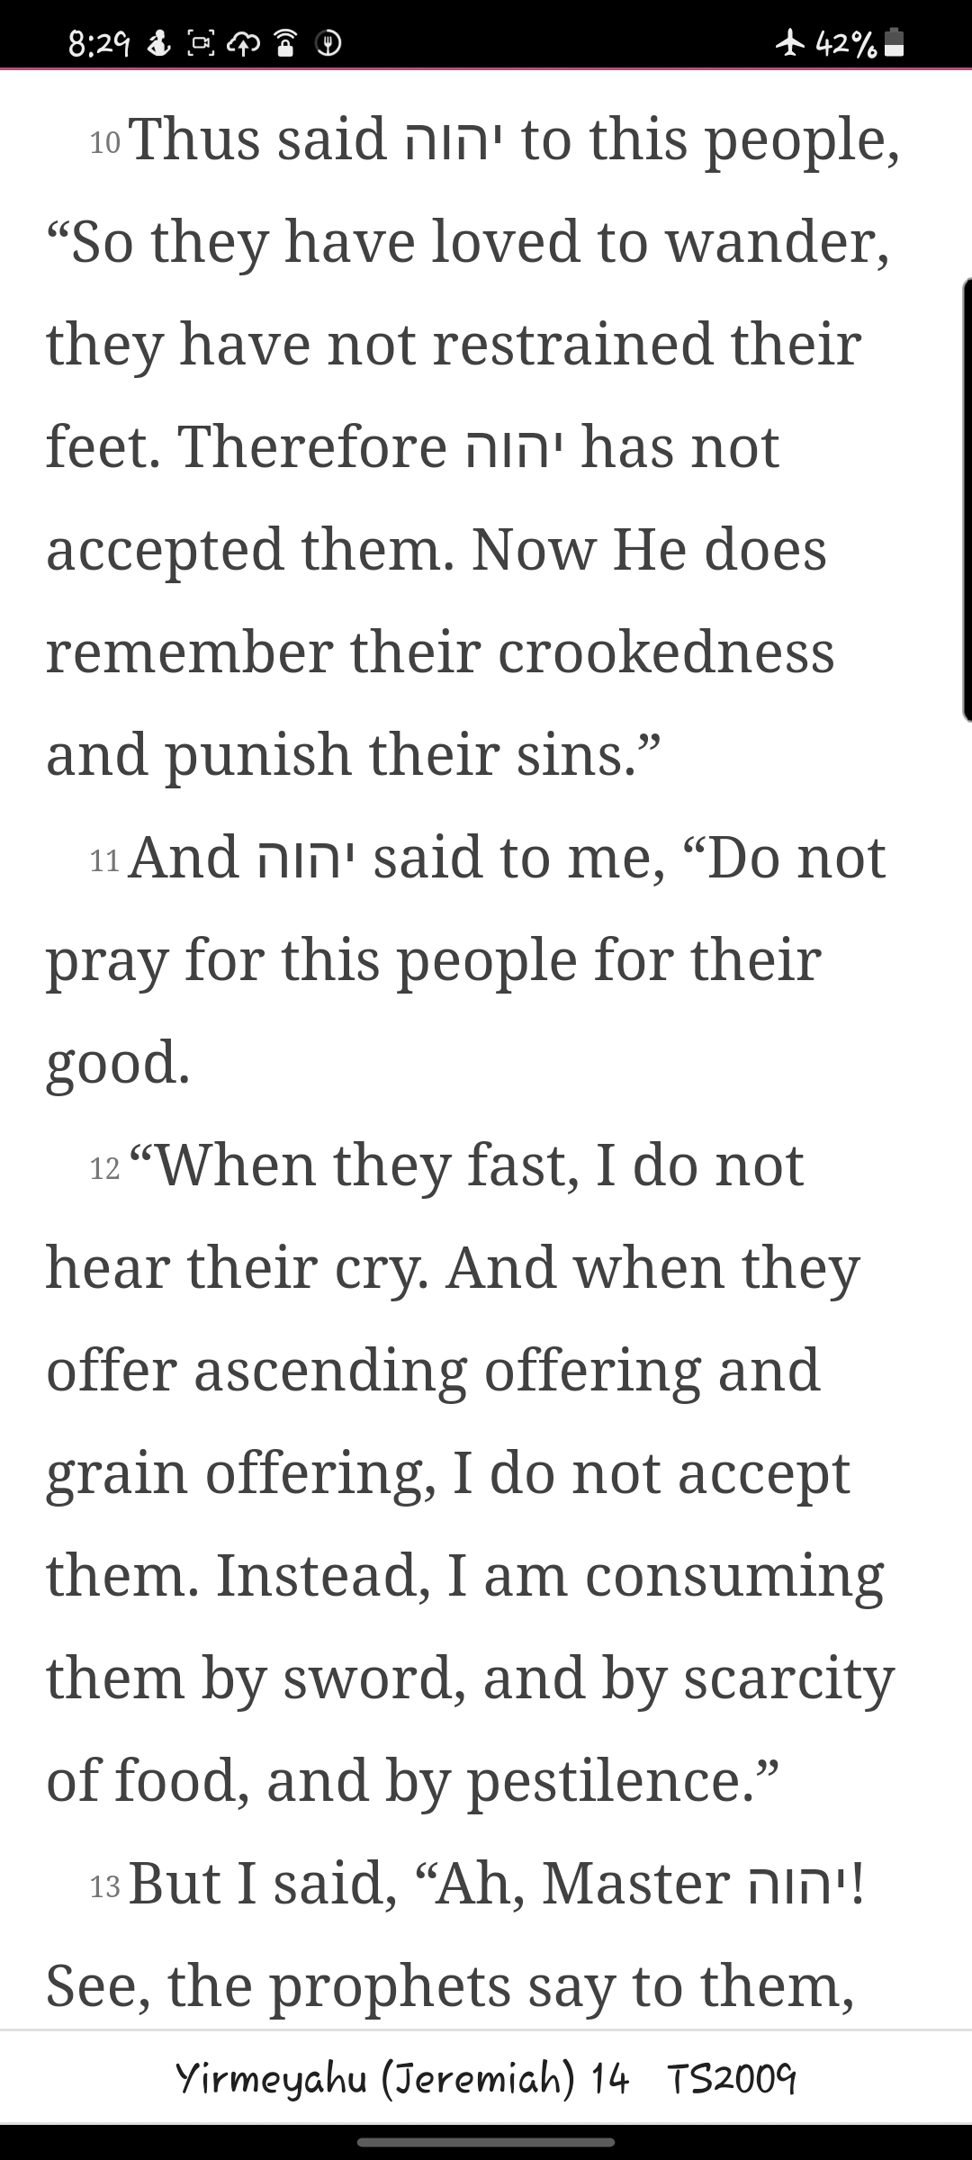 8:29 42%
10 Thus said יהוה to this people,
“So they have loved to wander,
they have not restrained their
feet. Therefore יהוה has not
accepted them. Now He does
remember their crookedness
and punish their sins.”
11 And יהוה said to me, “Do not
pray for this people for their
good.
12 “When they fast, I do not
hear their cry. And when they
offer ascending offering and
grain offering, I do not accept
them. Instead, I am consuming
them by sword, and by scarcity
of food, and by pestilence.”
13 But I said, “Ah, Master יהוה!
See, the prophets say to them,
Yirmeyahu (Jeremiah) 14 TS2009